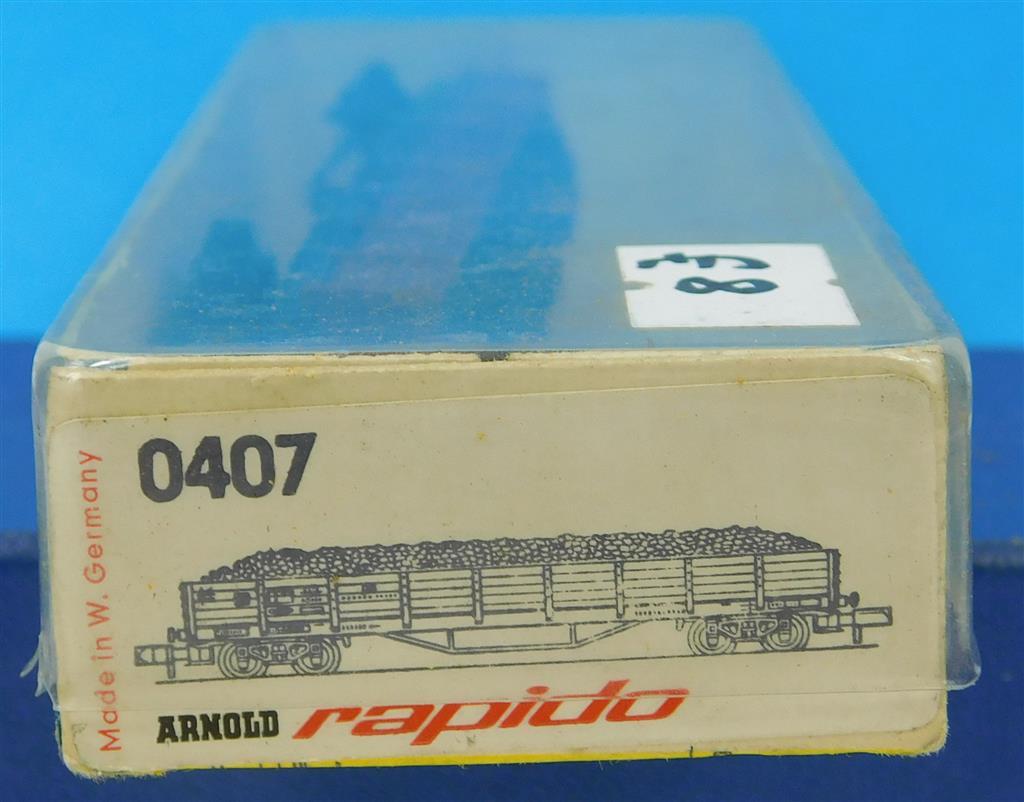 0407
Made in W. Germany
ARNOLD rapido